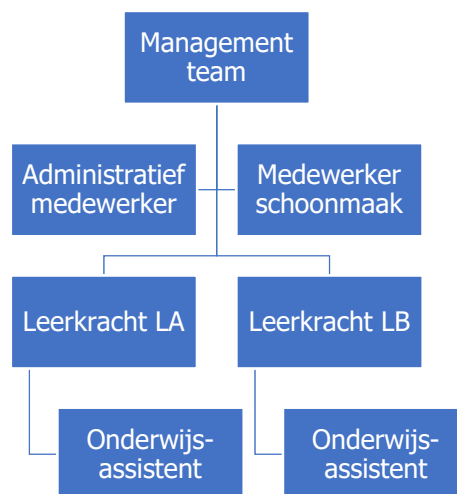 Management
team
Administratief
medewerker
Medewerker
schoonmaak
Leerkracht LA
Leerkracht LB
Onderwijs-
assistent
Onderwijs-
assistent